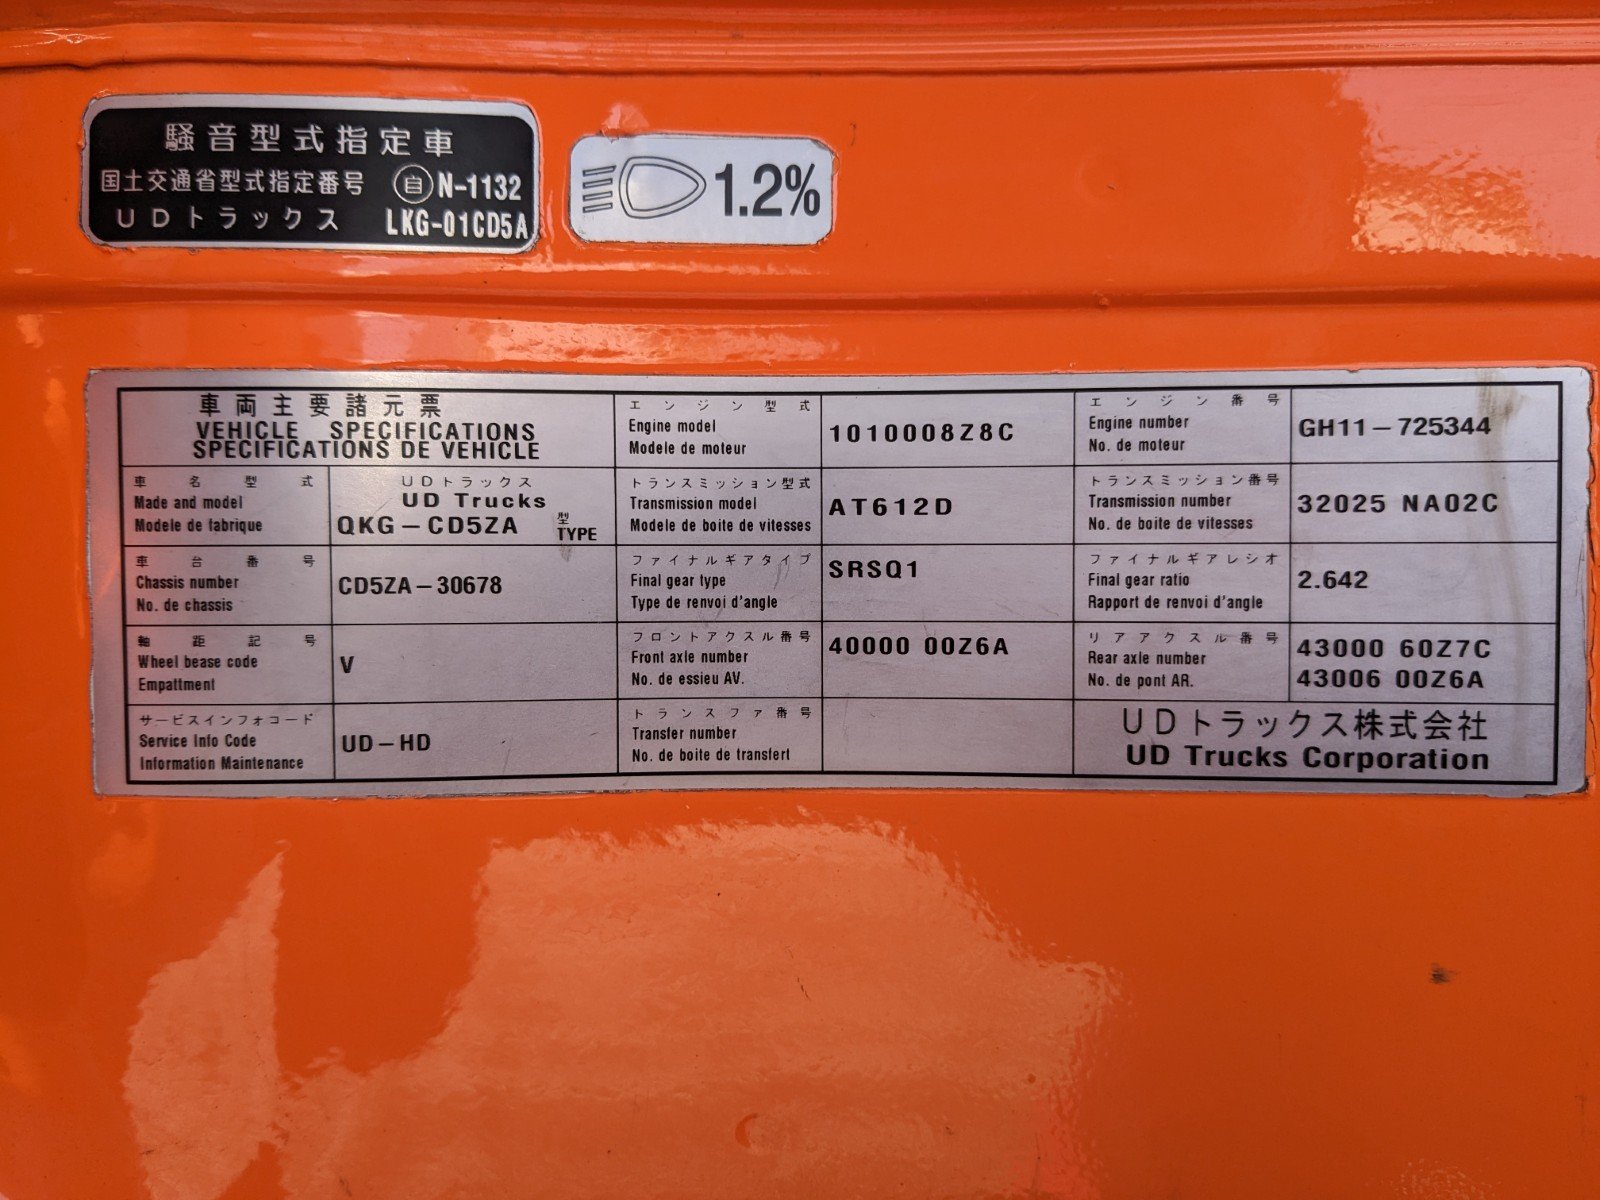 騒音型式指定車
国土交通省型式指定番号 ㊀自 N-1132
UDトラックス LKG-01CD5A
1.2%
車両主要諸元票
VEHICLE SPECIFICATIONS
SPECIFICATIONS DE VEHICLE
車名型式
Made and model
Modele de fabrique
UDトラックス
UD Trucks
QKG-CD5ZA 型
TYPE
車台番号
Chassis number
No. de chassis
CD5ZA-30678
軸距記号
Wheel bease code
Empattment
V
サービスインフォコード
Service Info Code
Information Maintenance
UD-HD
エンジン型式
Engine model
Modele de moteur
1010008Z8C
トランスミッション型式
Transmission model
Modele de boite de vitesses
AT612D
ファイナルギアタイプ
Final gear type
Type de renvoi d'angle
SRSQ1
フロントアクスル番号
Front axle number
No. de essieu AV.
40000 00Z6A
トランスファ番号
Transfer number
No. de boite de transfert
エンジン番号
Engine number
No. de moteur
GH11-725344
トランスミッション番号
Transmission number
No. de boite de vitesses
32025 NA02C
ファイナルギアレシオ
Final gear ratio
Rapport de renvoi d'angle
2.642
リアアクスル番号
Rear axle number
No. de pont AR.
43000 60Z7C
43006 00Z6A
UDトラックス株式会社
UD Trucks Corporation